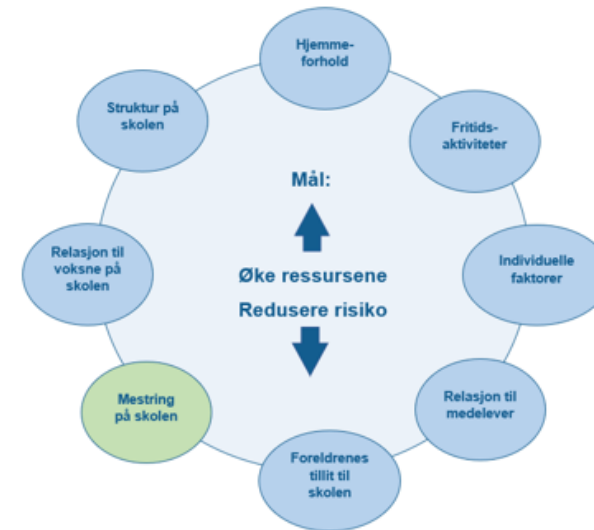 Hjemme-
forhold
Fritids-
aktiviteter
Individuelle
faktorer
Relasjon til
medelever
Foreldrenes
tillit til
skolen
Mestring
på skolen
Relasjon til
voksne på
skolen
Struktur på
skolen
Mål:
Øke ressursene
Redusere risiko